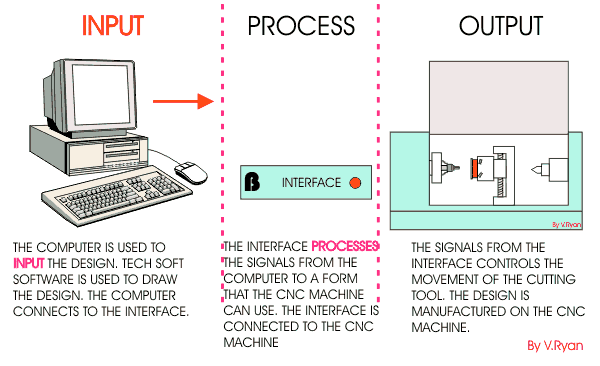 INPUT
PROCESS
OUTPUT
ß INTERFACE
By V.Ryan
THE COMPUTER IS USED TO
INPUT THE DESIGN. TECH SOFT
SOFTWARE IS USED TO DRAW
THE DESIGN. THE COMPUTER
CONNECTS TO THE INTERFACE.
THE INTERFACE PROCESSES
THE SIGNALS FROM THE
COMPUTER TO A FORM
THAT THE CNC MACHINE
CAN USE. THE INTERFACE IS
CONNECTED TO THE CNC
MACHINE
THE SIGNALS FROM THE
INTERFACE CONTROLS THE
MOVEMENT OF THE CUTTING
TOOL. THE DESIGN IS
MANUFACTURED ON THE CNC
MACHINE.
By V.Ryan